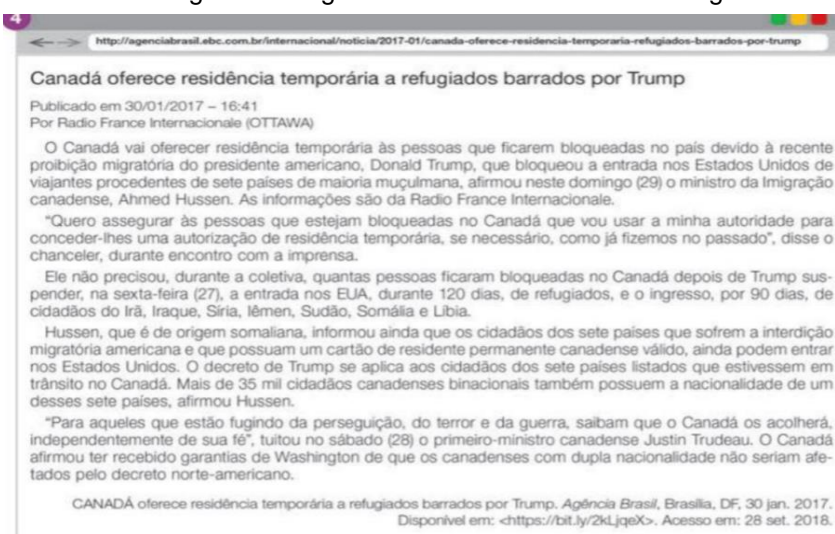 4
http://agenciabrasil.ebc.com.br/internacional/noticia/2017-01/canada-oferece-residencia-temporaria-refugiados-barrados-por-trump
Canadá oferece residência temporária a refugiados barrados por Trump
Publicado em 30/01/2017 – 16:41
Por Radio France Internacionale (OTTAWA)
O Canadá vai oferecer residência temporária às pessoas que ficarem bloqueadas no país devido à recente
proibição migratória do presidente americano, Donald Trump, que bloqueou a entrada nos Estados Unidos de
viajantes procedentes de sete países de maioria muçulmana, afirmou neste domingo (29) o ministro da Imigração
canadense, Ahmed Hussen. As informações são da Radio France Internacionale.
“Quero assegurar às pessoas que estejam bloqueadas no Canadá que vou usar a minha autoridade para
conceder-lhes uma autorização de residência temporária, se necessário, como já fizemos no passado”, disse o
chanceler, durante encontro com a imprensa.
Ele não precisou, durante a coletiva, quantas pessoas ficaram bloqueadas no Canadá depois de Trump sus-
pender, na sexta-feira (27), a entrada nos EUA, durante 120 dias, de refugiados, e o ingresso, por 90 dias, de
cidadãos do Irã, Iraque, Síria, Iêmen, Sudão, Somália e Líbia.
Hussen, que é de origem somaliana, informou ainda que os cidadãos dos sete países que sofrem a interdição
migratória americana e que possuam um cartão de residente permanente canadense válido, ainda podem entrar
nos Estados Unidos. O decreto de Trump se aplica aos cidadãos dos sete países listados que estivessem em
trânsito no Canadá. Mais de 35 mil cidadãos canadenses binacionais também possuem a nacionalidade de um
desses sete países, afirmou Hussen.
“Para aqueles que estão fugindo da perseguição, do terror e da guerra, saibam que o Canadá os acolherá,
independentemente de sua fé”, tuitou no sábado (28) o primeiro-ministro canadense Justin Trudeau. O Canadá
afirmou ter recebido garantias de Washington de que os canadenses com dupla nacionalidade não seriam afe-
tados pelo decreto norte-americano.
CANADÁ oferece residência temporária a refugiados barrados por Trump. Agência Brasil, Brasília, DF, 30 jan. 2017.
Disponível em: <https://bit.ly/2kLjqeX>. Acesso em: 28 set. 2018.